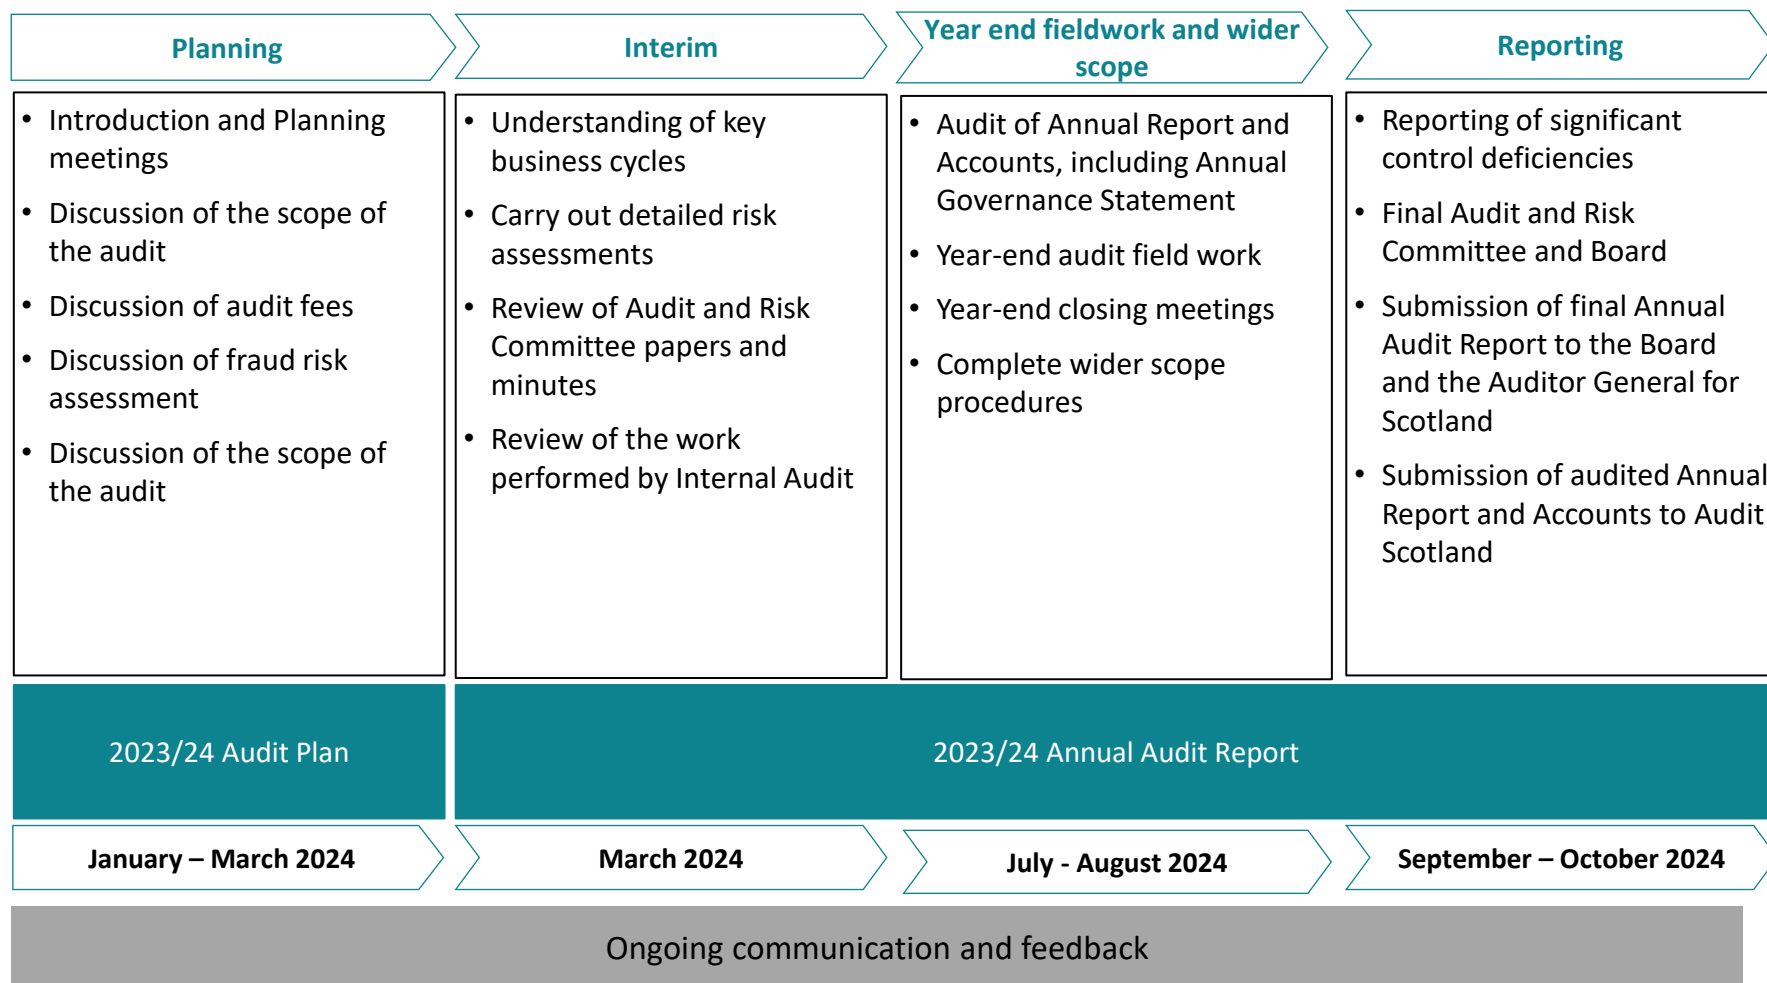 Planning
Interim
Year end fieldwork and wider
scope
Reporting
• Introduction and Planning
meetings
• Discussion of the scope of
the audit
• Discussion of audit fees
• Discussion of fraud risk
assessment
• Discussion of the scope of
the audit
• Understanding of key
business cycles
• Carry out detailed risk
assessments
• Review of Audit and Risk
Committee papers and
minutes
• Review of the work
performed by Internal Audit
• Audit of Annual Report and
Accounts, including Annual
Governance Statement
• Year-end audit field work
• Year-end closing meetings
• Complete wider scope
procedures
• Reporting of significant
control deficiencies
• Final Audit and Risk
Committee and Board
• Submission of final Annual
Audit Report to the Board
and the Auditor General for
Scotland
• Submission of audited Annual
Report and Accounts to Audit
Scotland
2023/24 Audit Plan
2023/24 Annual Audit Report
January – March 2024
March 2024
July - August 2024
September – October 2024
Ongoing communication and feedback